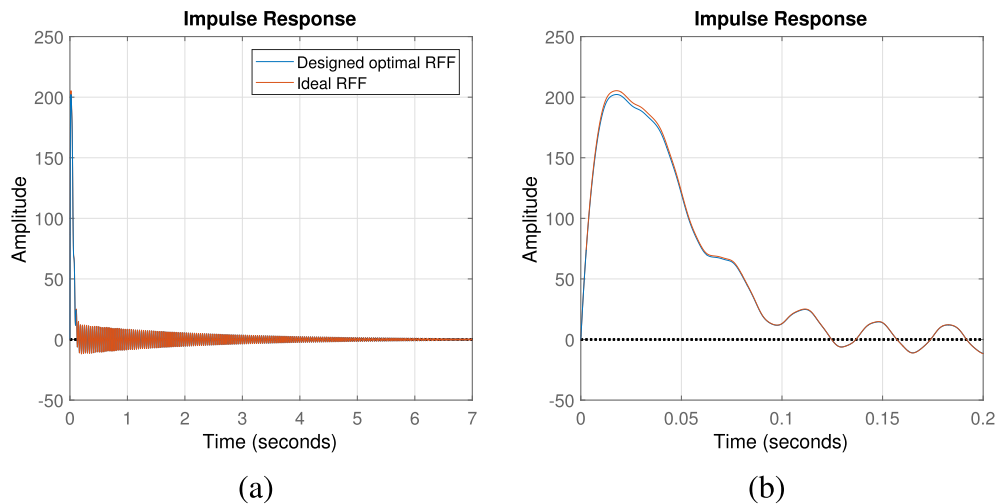 Impulse Response
250
200
150
100
50
0
-50
Amplitude
Designed optimal RFF
Ideal RFF
0 1 2 3 4 5 6 7
Time (seconds)
(a)
Impulse Response
250
200
150
100
50
0
-50
Amplitude
0 0.05 0.1 0.15 0.2
Time (seconds)
(b)